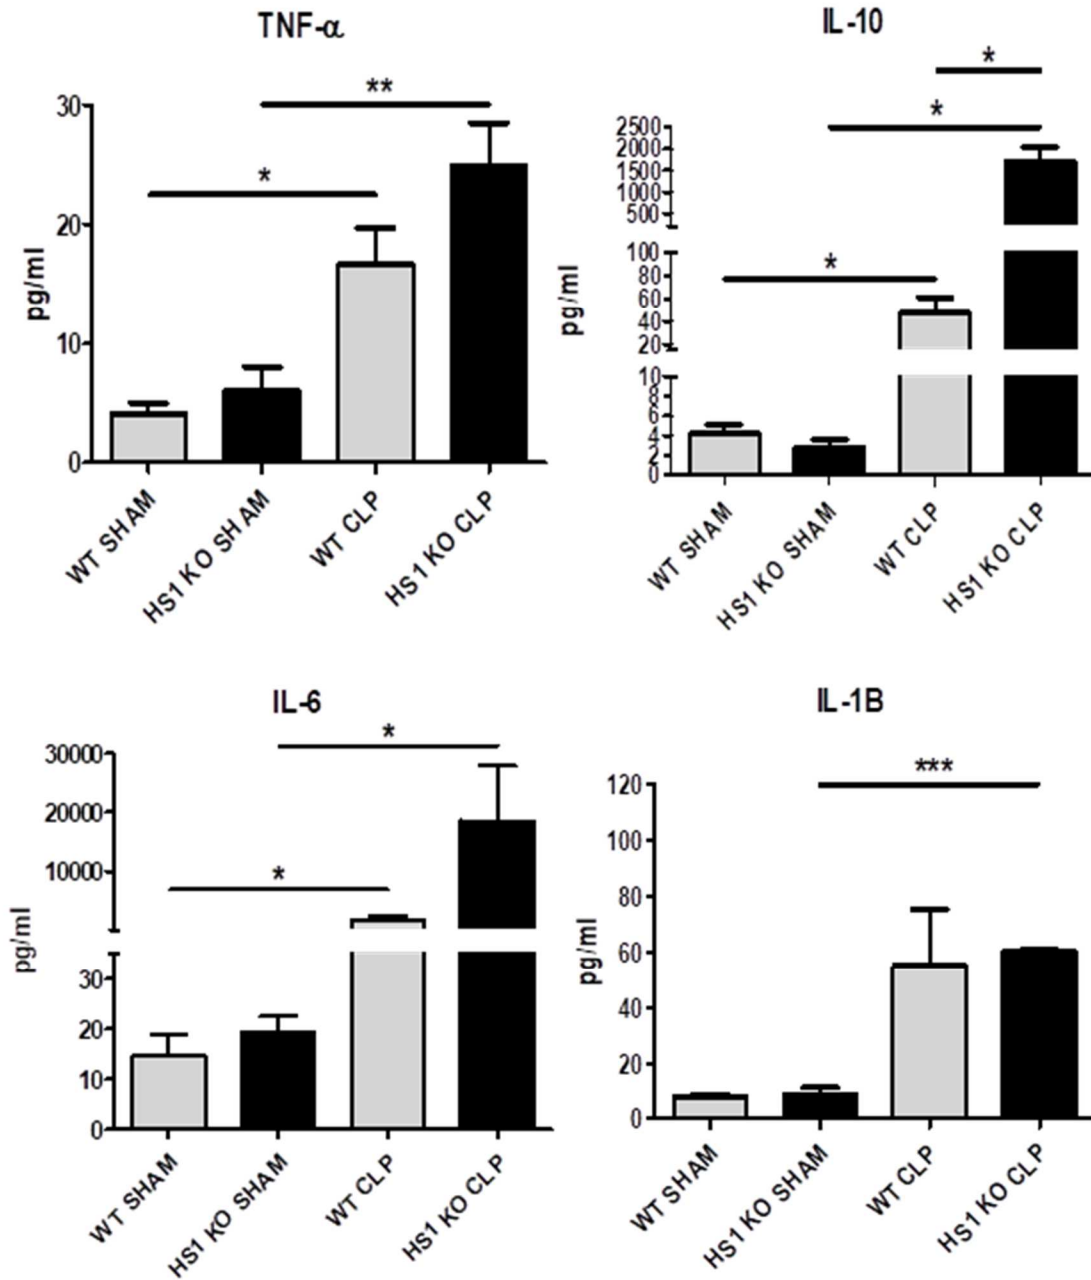 TNF-α
**
*
30
20
10
0
pg/ml
WT SHAM
HS1 KO SHAM
WT CLP
HS1 KO CLP
IL-10
*
*
*
2500
2000
1500
1000
500
100
80
60
40
20
10
8
6
4
2
0
pg/ml
WT SHAM
HS1 KO SHAM
WT CLP
HS1 KO CLP
IL-6
*
*
30000
20000
10000
30
20
10
0
pg/ml
WT SHAM
HS1 KO SHAM
WT CLP
HS1 KO CLP
IL-1B
***
120
100
80
60
40
20
0
pg/ml
WT SHAM
HS1 KO SHAM
WT CLP
HS1 KO CLP